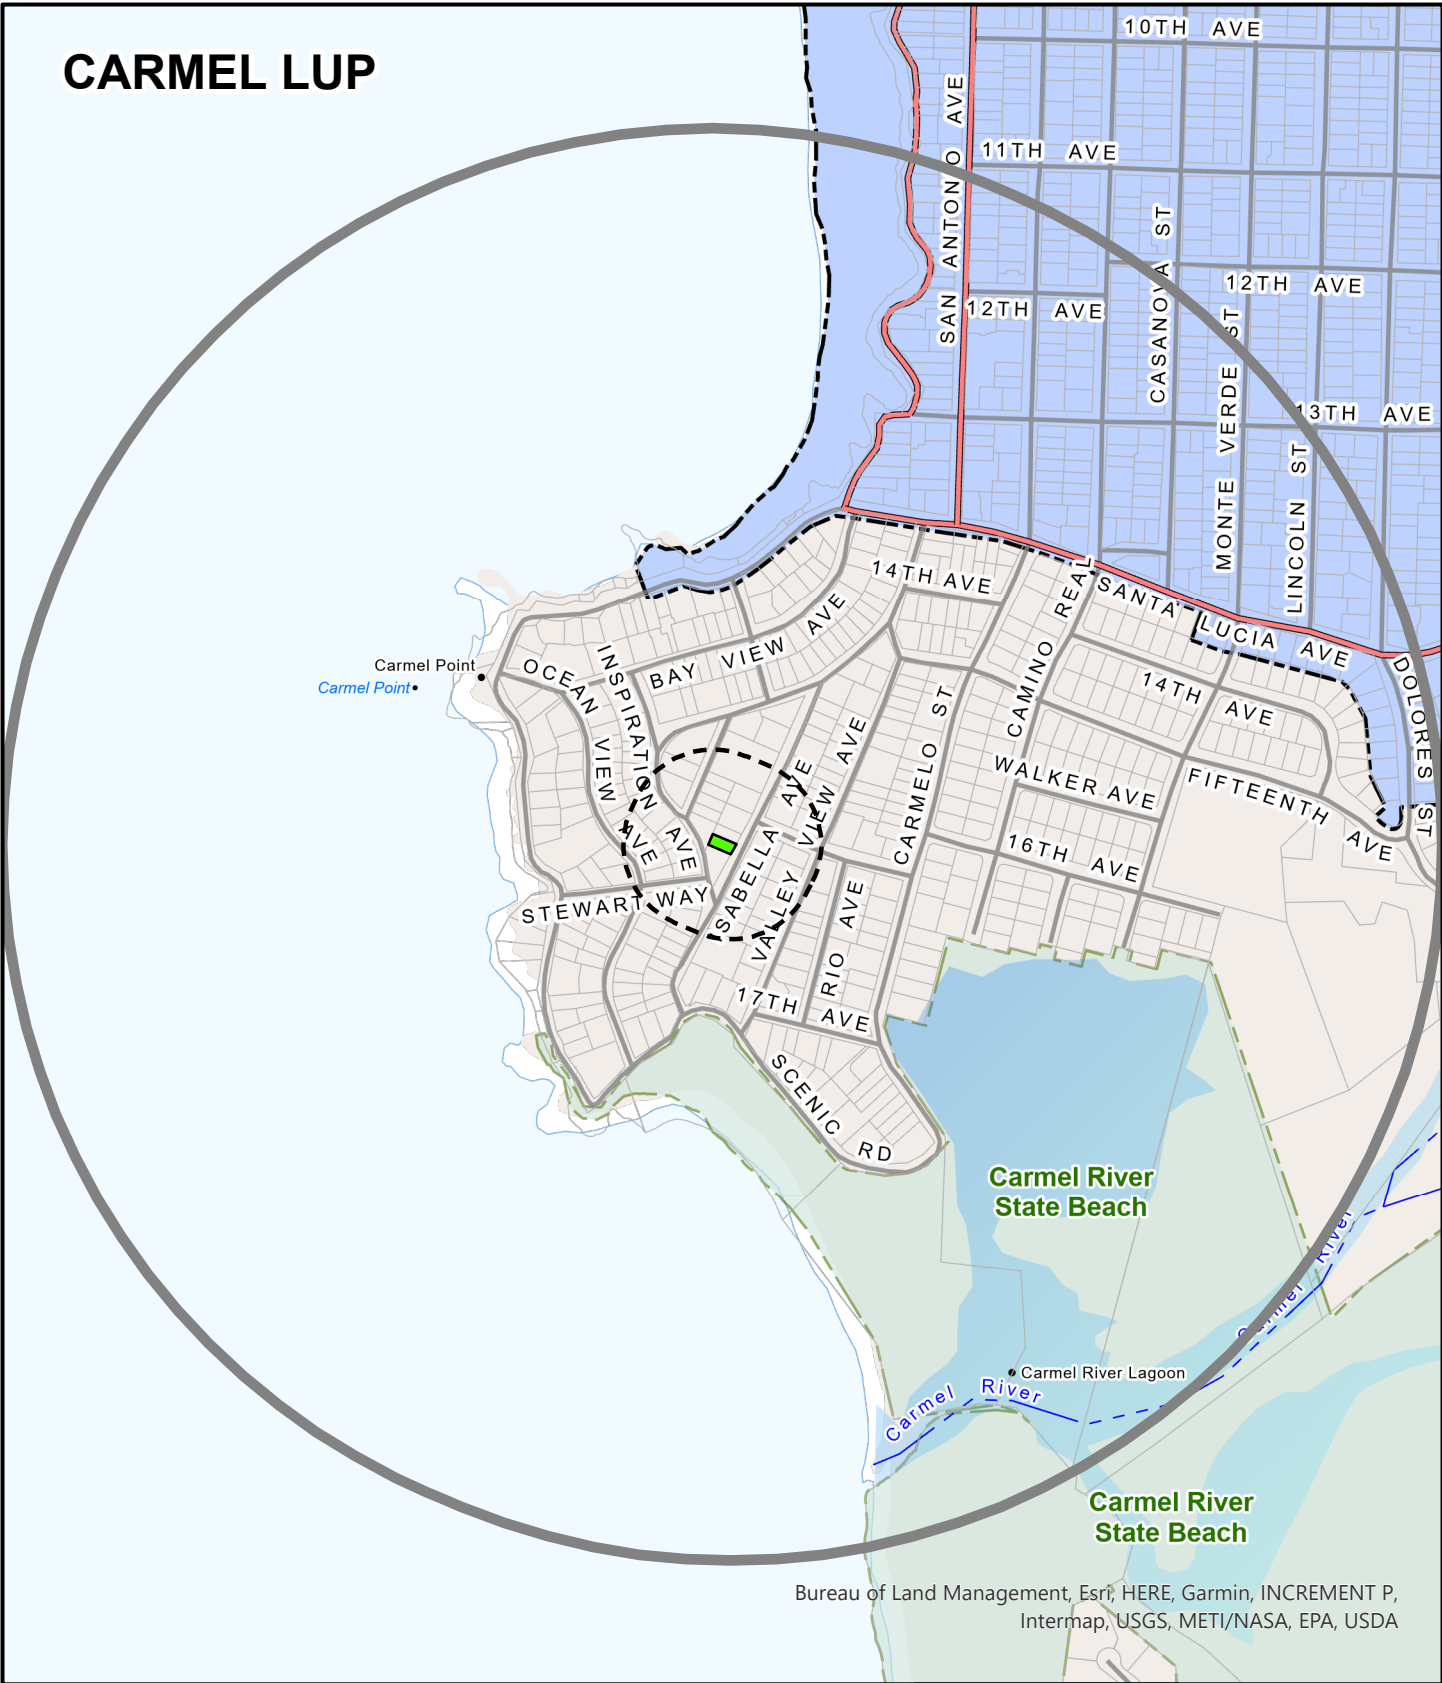 CARMEL LUP
10TH AVE
SAN ANTONIO AVE
11TH AVE
CASANOVA ST
12TH AVE
12TH AVE
MONTE VERDE ST
13TH AVE
LINCOLN ST
14TH AVE
SANTA LUCIA AVE
CAMINO REAL
BAY VIEW AVE
INSPIRATION AVE
OCEAN VIEW AVE
Carmel Point
Carmel Point
14TH AVE
DOLORES ST
CARMELO ST
WALKER AVE
FIFTEENTH AVE
ISABELLA AVE
VALLEY VIEW AVE
16TH AVE
STEWART WAY
RIO AVE
17TH AVE
SCENIC RD
Carmel River
State Beach
Carmel River
Carmel River Lagoon
Carmel River
Carmel River
State Beach
Bureau of Land Management, Esri, HERE, Garmin, INCREMENT P,
Intermap, USGS, METI/NASA, EPA, USDA